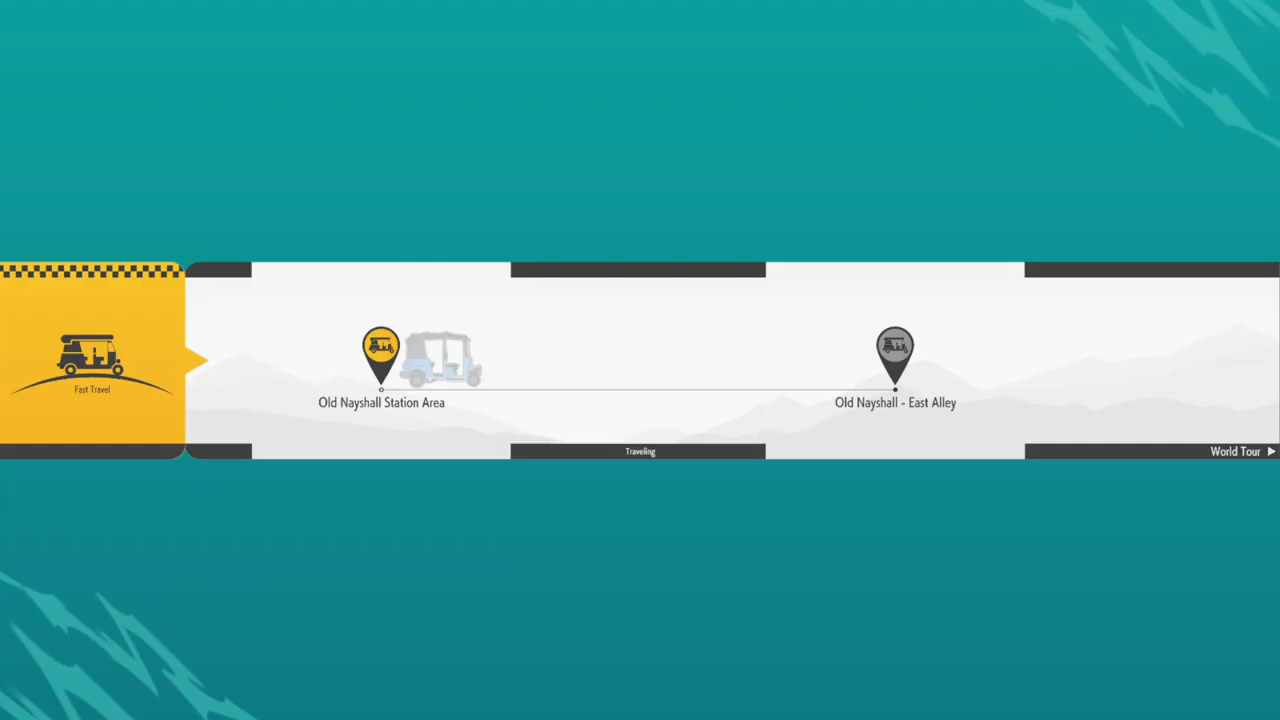 Fast Travel
Old Nayshall Station Area
Old Nayshall - East Alley
Traveling
World Tour